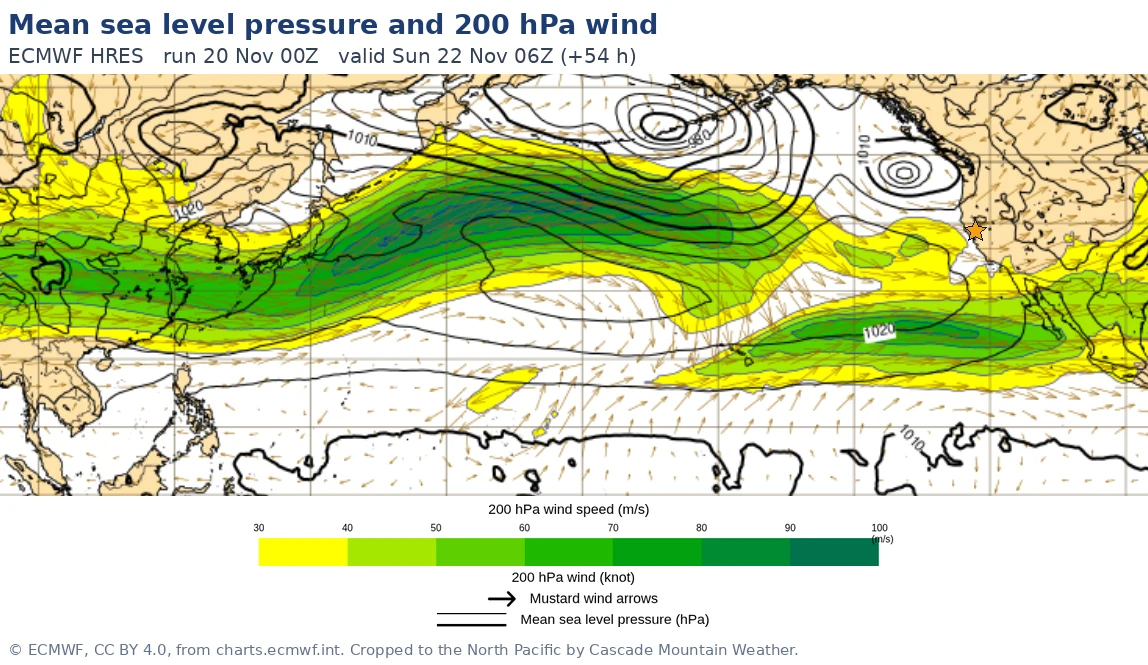 Mean sea level pressure and 200 hPa wind
ECMWF HRES run 20 Nov 00Z valid Sun 22 Nov 06Z (+54 h)
1010
980
1010
1020
1020
1010
200 hPa wind speed (m/s)
30 40 50 60 70 80 90 100
(m/s)
200 hPa wind (knot)
Mustard wind arrows
Mean sea level pressure (hPa)
© ECMWF, CC BY 4.0, from charts.ecmwf.int. Cropped to the North Pacific by Cascade Mountain Weather.